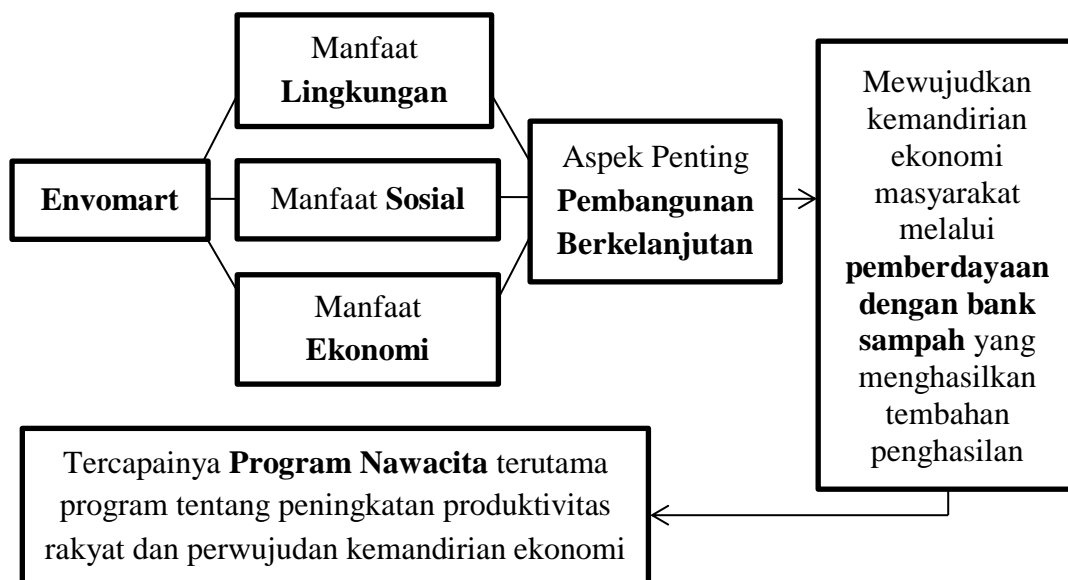 Envomart
Manfaat
Lingkungan
Manfaat Sosial
Manfaat
Ekonomi
Aspek Penting
Pembangunan
Berkelanjutan
Mewujudkan
kemandirian
ekonomi
masyarakat
melalui
pemberdayaan
dengan bank
sampah yang
menghasilkan
tembahan
penghasilan
Tercapainya Program Nawacita terutama
program tentang peningkatan produktivitas
rakyat dan perwujudan kemandirian ekonomi